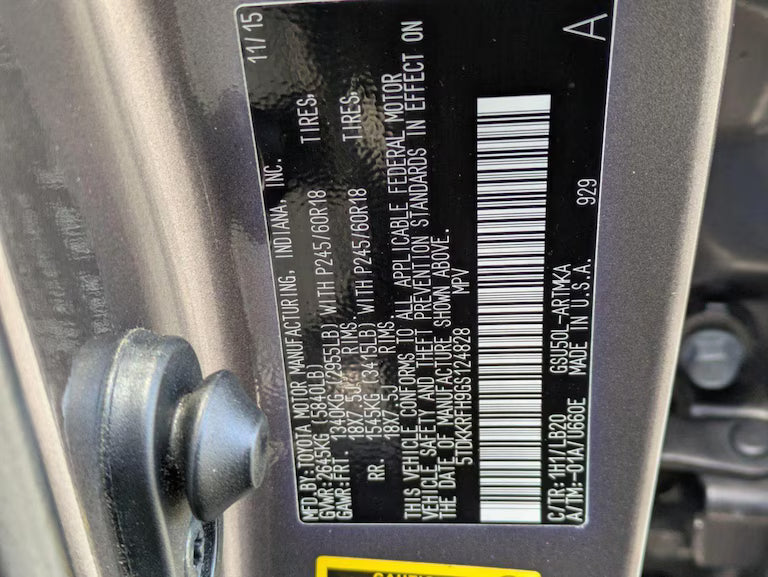 MFD.BY:TOYOTA MOTOR MANUFACTURING, INDIANA, INC. 11/15
GVWR:2645KG (5840LB)
GAWR:FRT. 1340KG (2955LB) WITH P245/60R18 TIRES,
18X7.5J RIMS
RR. 1545KG (3415LB) WITH P245/60R18 TIRES,
18X7.5J RIMS
THIS VEHICLE CONFORMS TO ALL APPLICABLE FEDERAL MOTOR
VEHICLE SAFETY AND THEFT PREVENTION STANDARDS IN EFFECT ON
THE DATE OF MANUFACTURE SHOWN ABOVE.
5TDKKRFH9GS124828 MPV
C/TR:1H1/LB20 GSU50L-ARTMKA 929 A
A/TM:-01A/U660E MADE IN U.S.A.